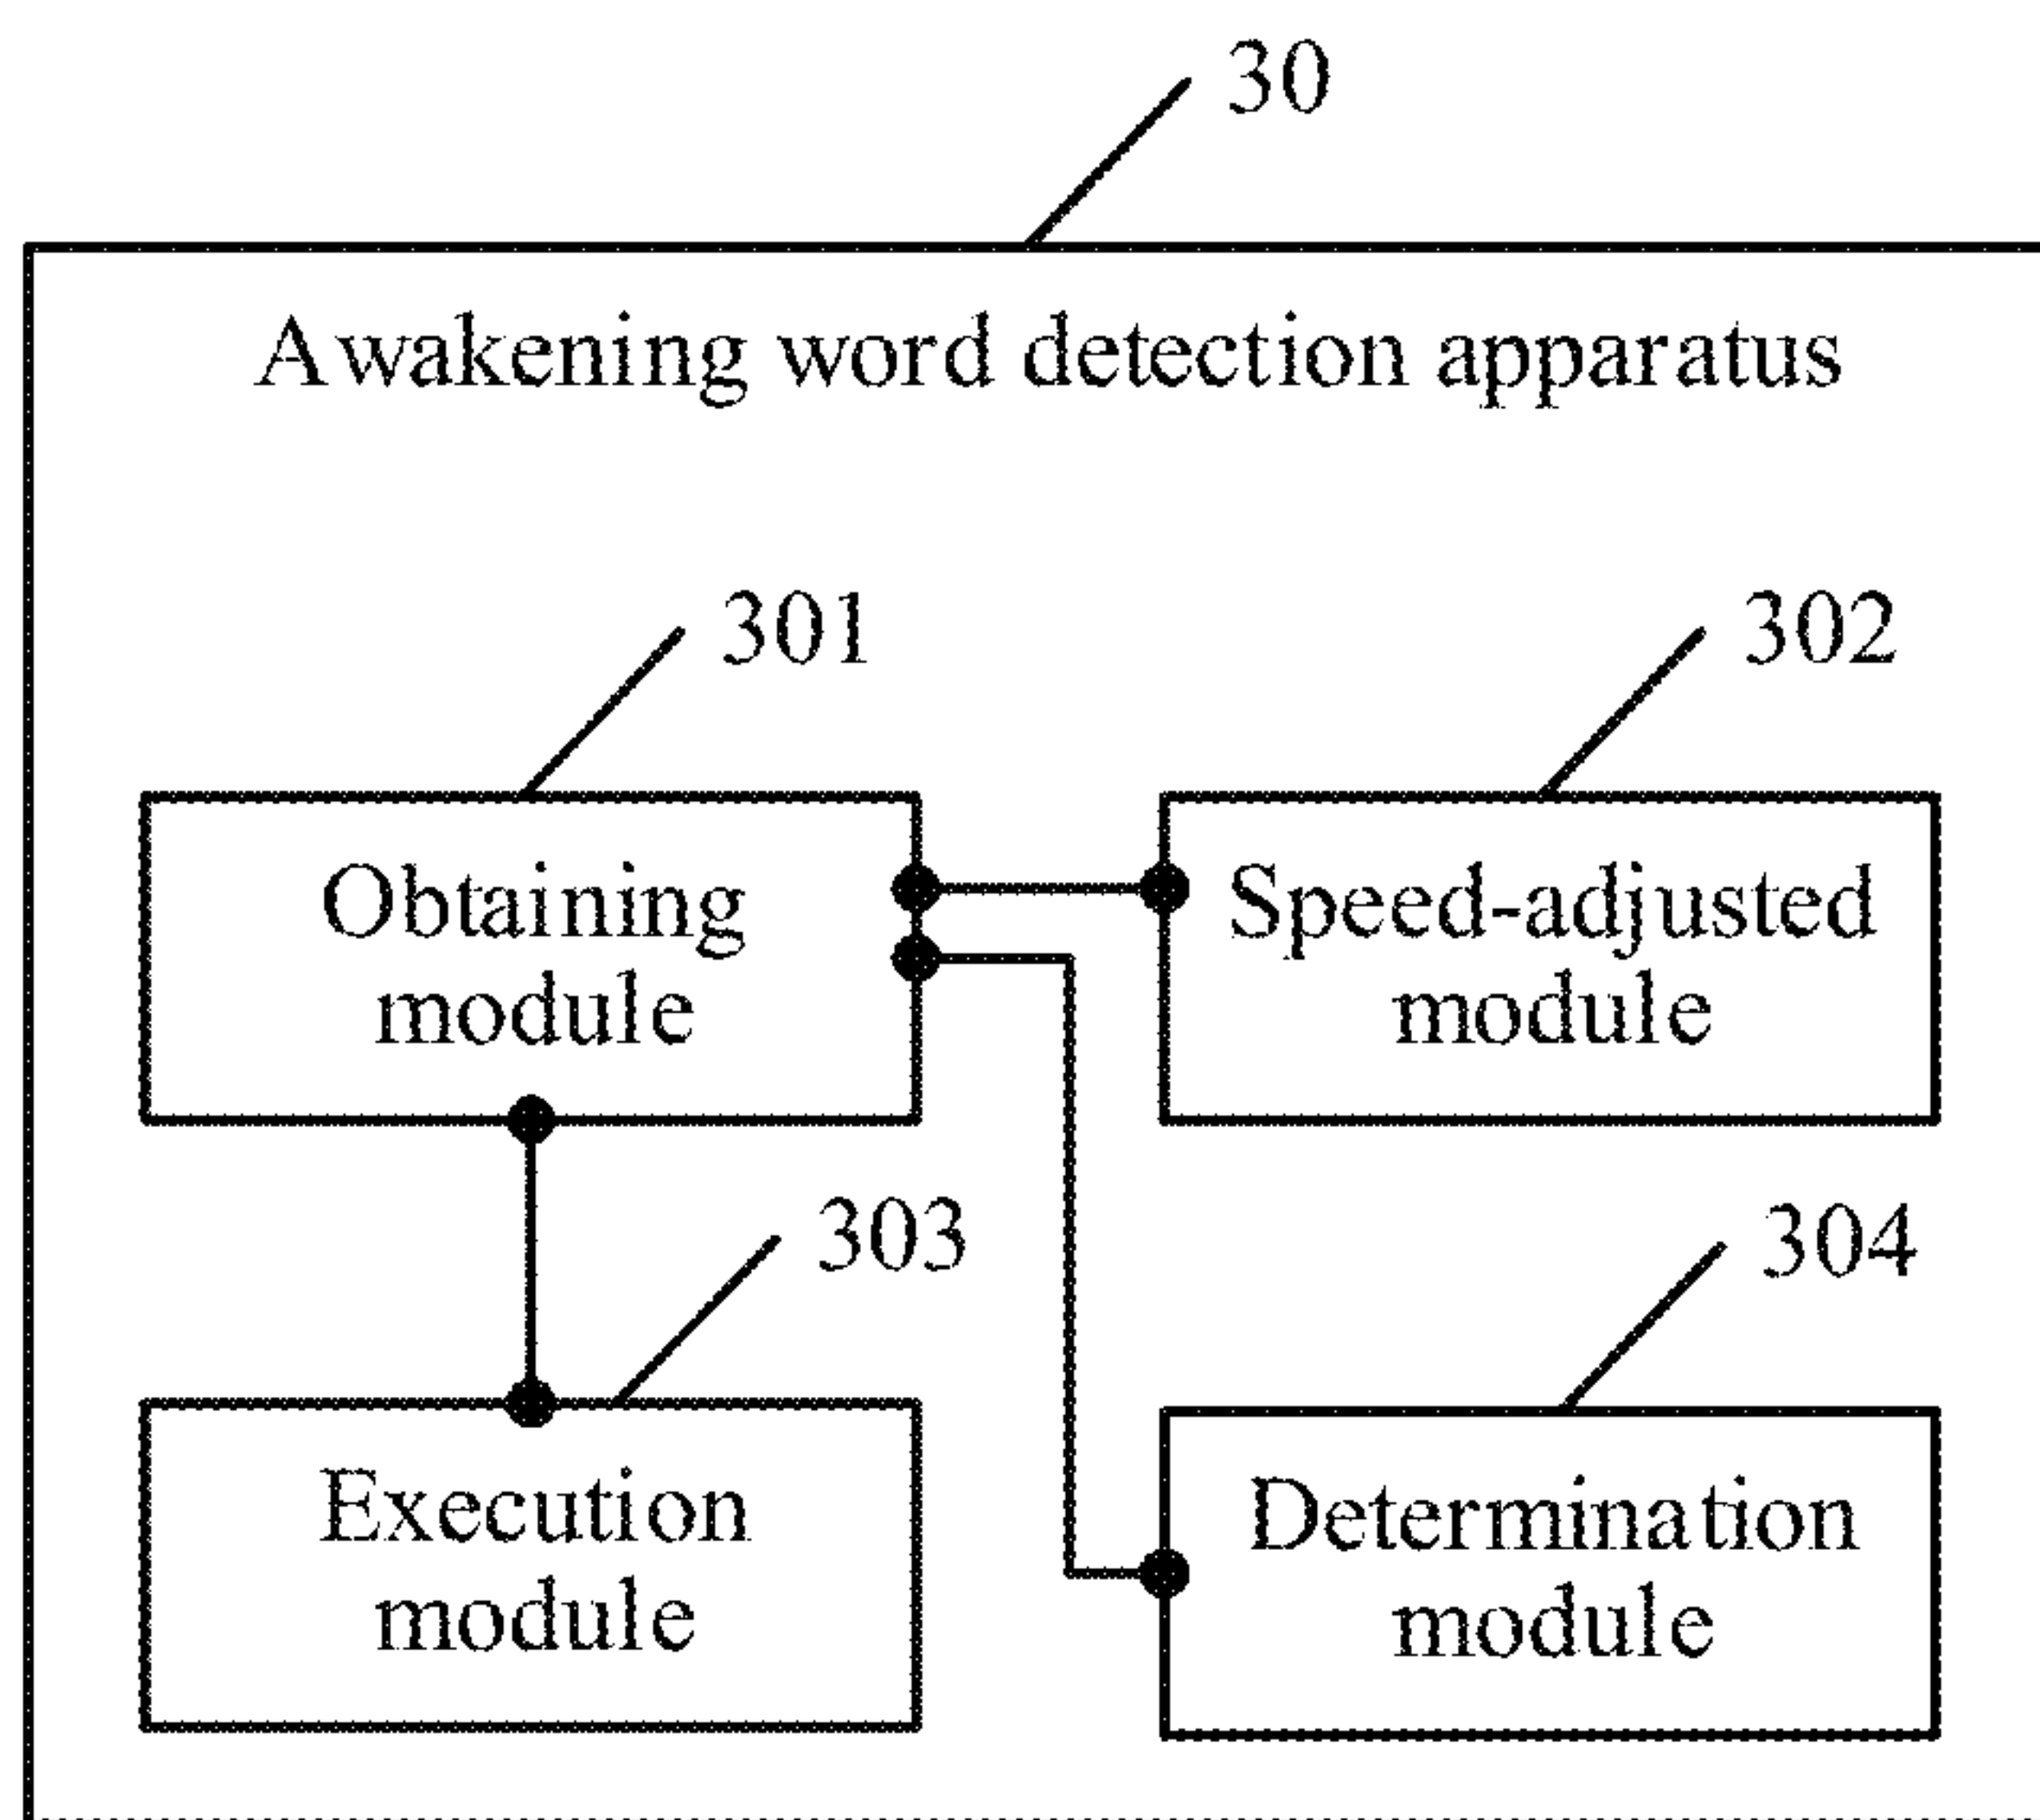 30
Awakening word detection apparatus
301
302
Obtaining
module
Speed-adjusted
module
303
304
Execution
module
Determination
module